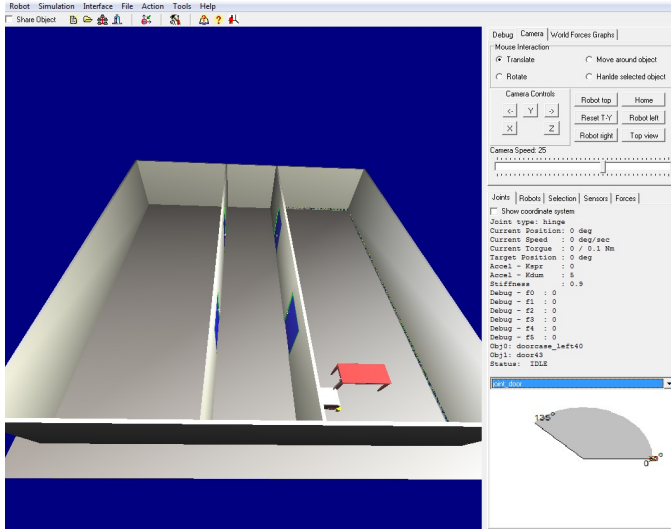 Robot Simulation Interface File Action Tools Help
Share Object
Debug Camera World Forces Graphs
Mouse Interaction
Translate Move around object
Rotate Hanlde selected object
Camera Controls
<- Y -> Robot top Home
Reset T-Y Robot left
X Z Robot right Top view
Camera Speed: 25
Joints Robots Selection Sensors Forces
Show coordinate system
Joint type: hinge
Current Position: 0 deg
Current Speed : 0 deg/sec
Current Torgue : 0 / 0.1 Nm
Target Position : 0 deg
Accel - Kspr : 0
Accel - Kdum : 5
Stiffness : 0.9
Debug - f0 : 0
Debug - f1 : 0
Debug - f2 : 0
Debug - f3 : 0
Debug - f4 : 0
Debug - f5 : 0
Obj0: doorcase_left40
Obj1: door43
Status: IDLE
joint_door
135°
0°